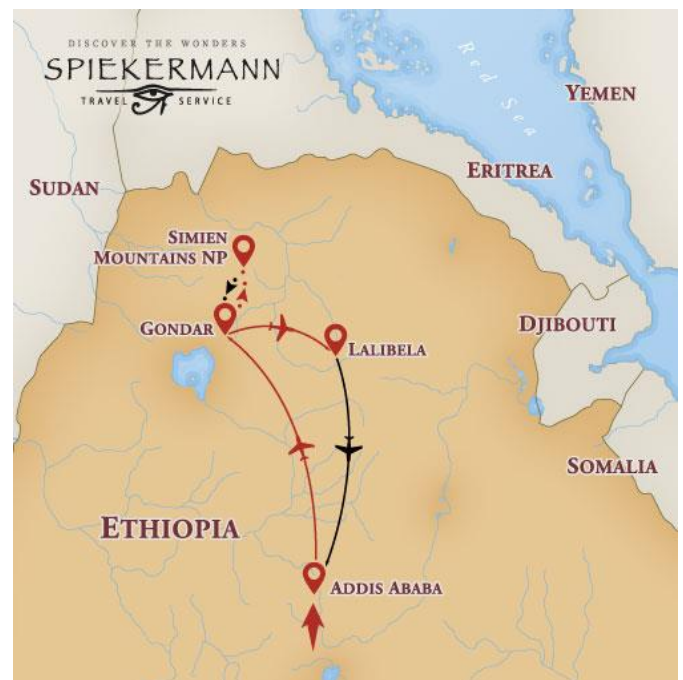 DISCOVER THE WONDERS
SPIEKERMANN
TRAVEL SERVICE
Red Sea
YEMEN
ERITREA
SUDAN
SIMIEN
MOUNTAINS NP
GONDAR
LALIBELA
DJIBOUTI
SOMALIA
ETHIOPIA
ADDIS ABABA